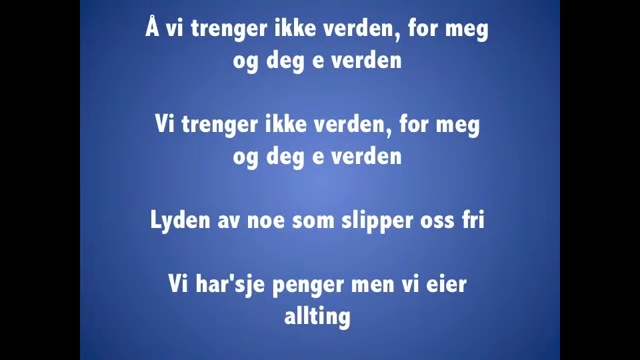 Å vi trenger ikke verden, for meg
og deg e verden
Vi trenger ikke verden, for meg
og deg e verden
Lyden av noe som slipper oss fri
Vi har'sje penger men vi eier
allting